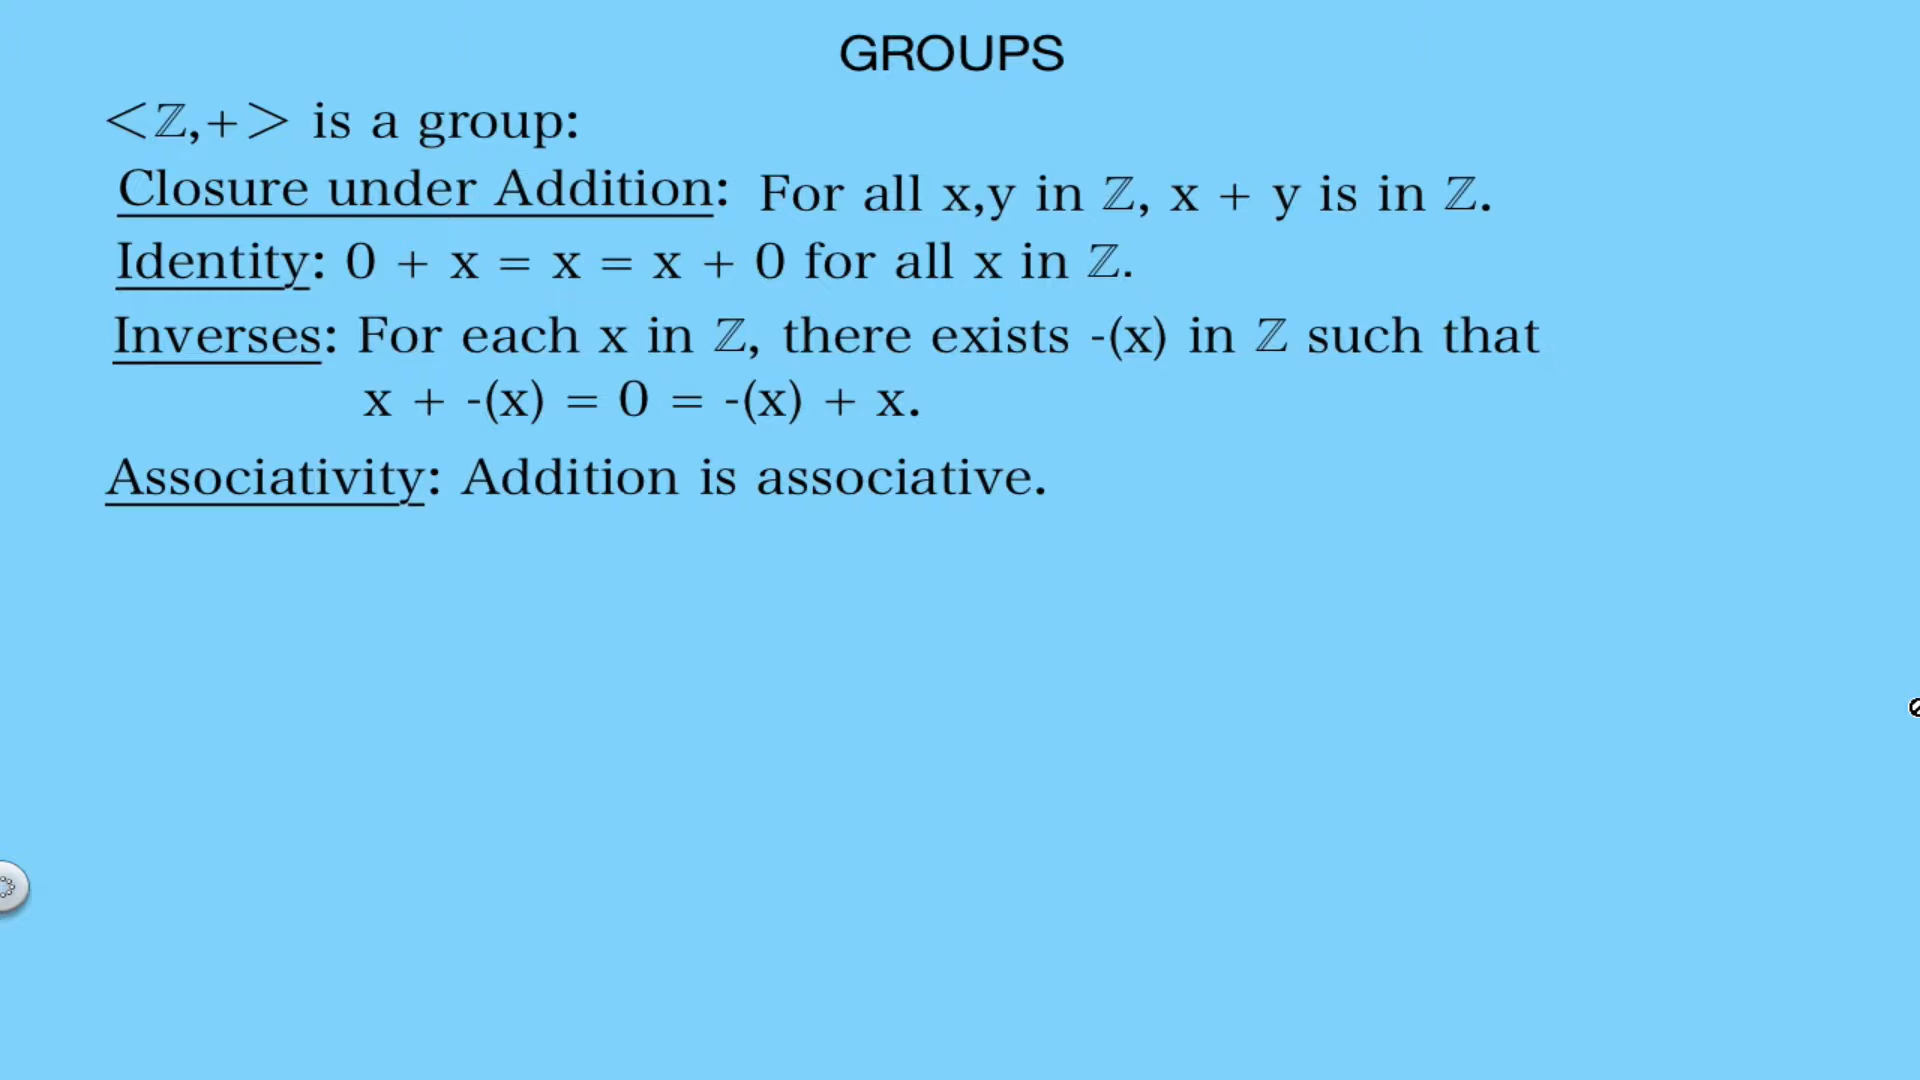 GROUPS
<ℤ,+> is a group:
Closure under Addition: For all x,y in ℤ, x + y is in ℤ.
Identity: 0 + x = x = x + 0 for all x in ℤ.
Inverses: For each x in ℤ, there exists -(x) in ℤ such that
x + -(x) = 0 = -(x) + x.
Associativity: Addition is associative.